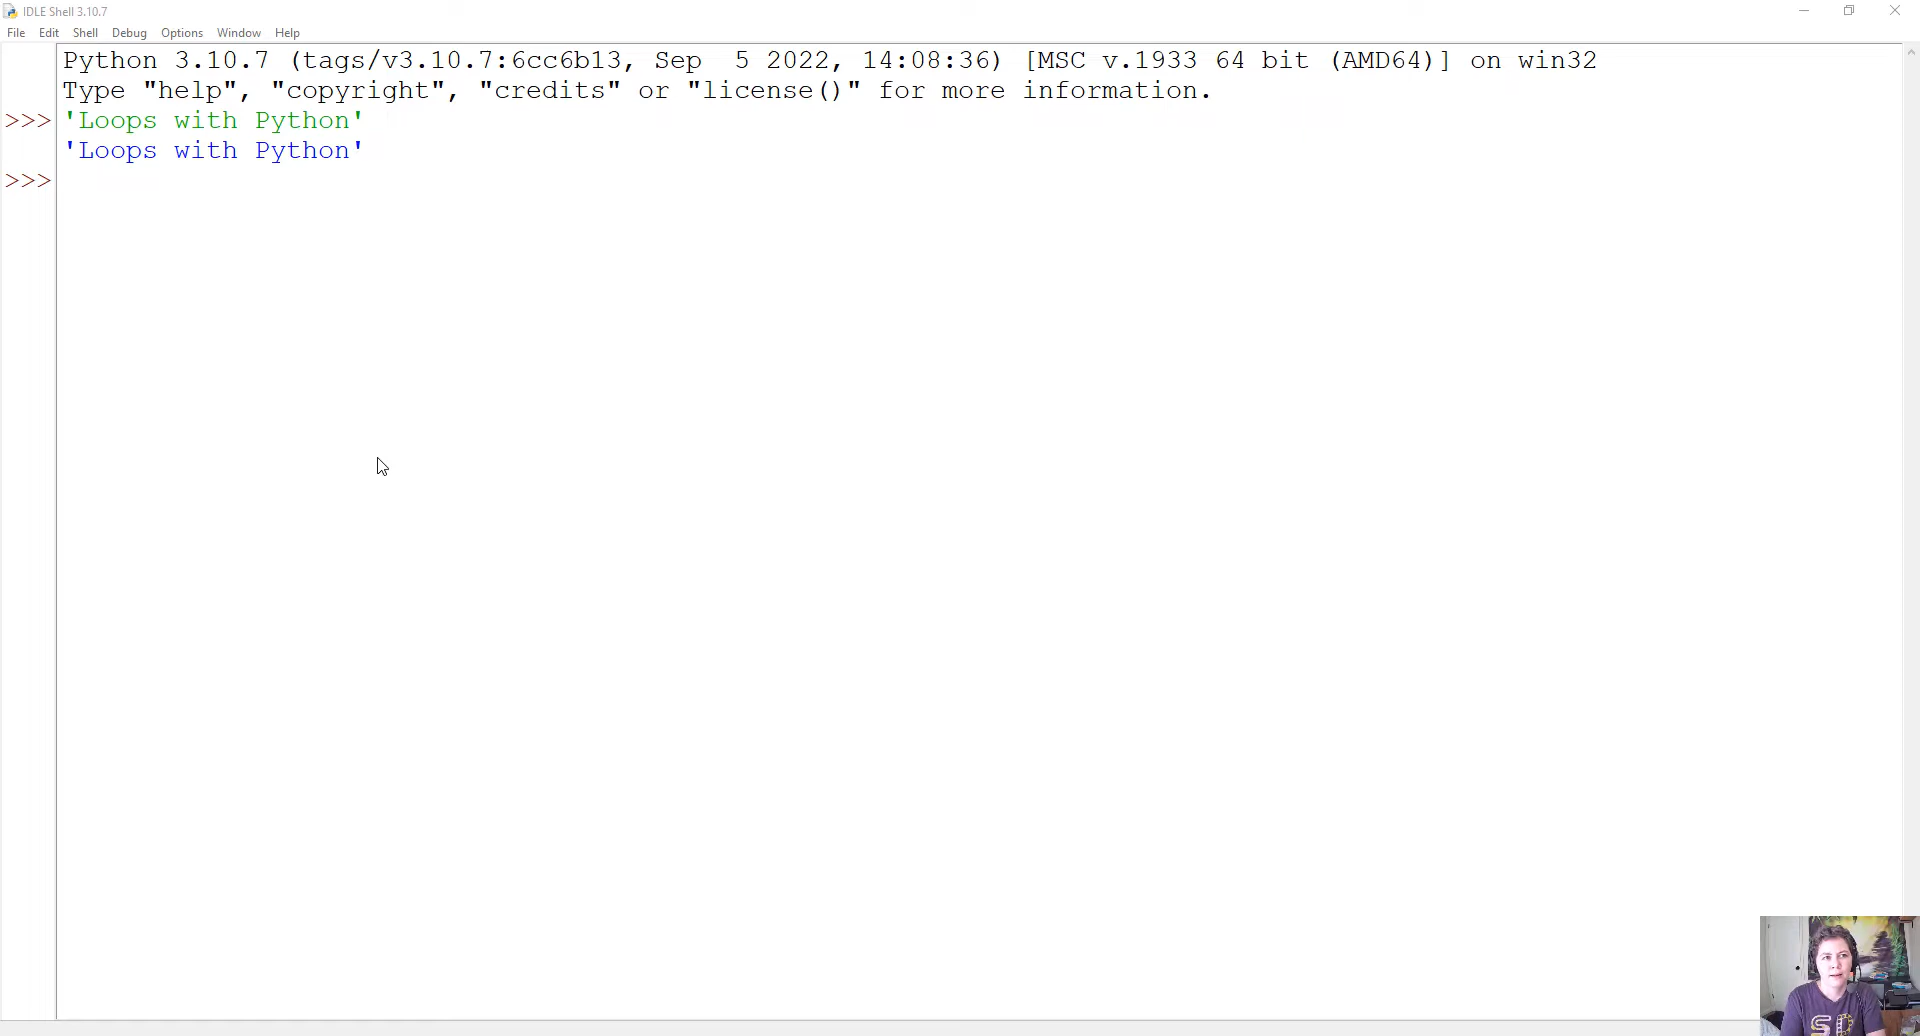 IDLE Shell 3.10.7
File Edit Shell Debug Options Window Help
Python 3.10.7 (tags/v3.10.7:6cc6b13, Sep  5 2022, 14:08:36) [MSC v.1933 64 bit (AMD64)] on win32
Type "help", "copyright", "credits" or "license()" for more information.
>>> 'Loops with Python'
'Loops with Python'
>>>
SD